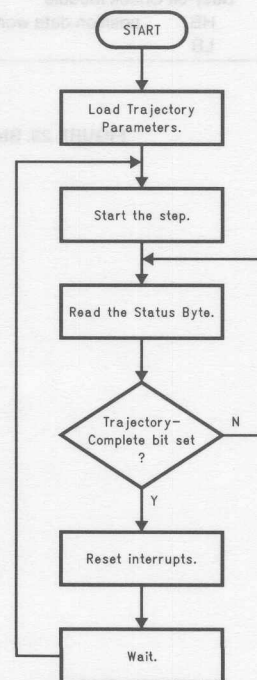 START
Load Trajectory
Parameters.
Start the step.
Read the Status Byte.
Trajectory-
Complete bit set
?
N
Y
Reset interrupts.
Wait.